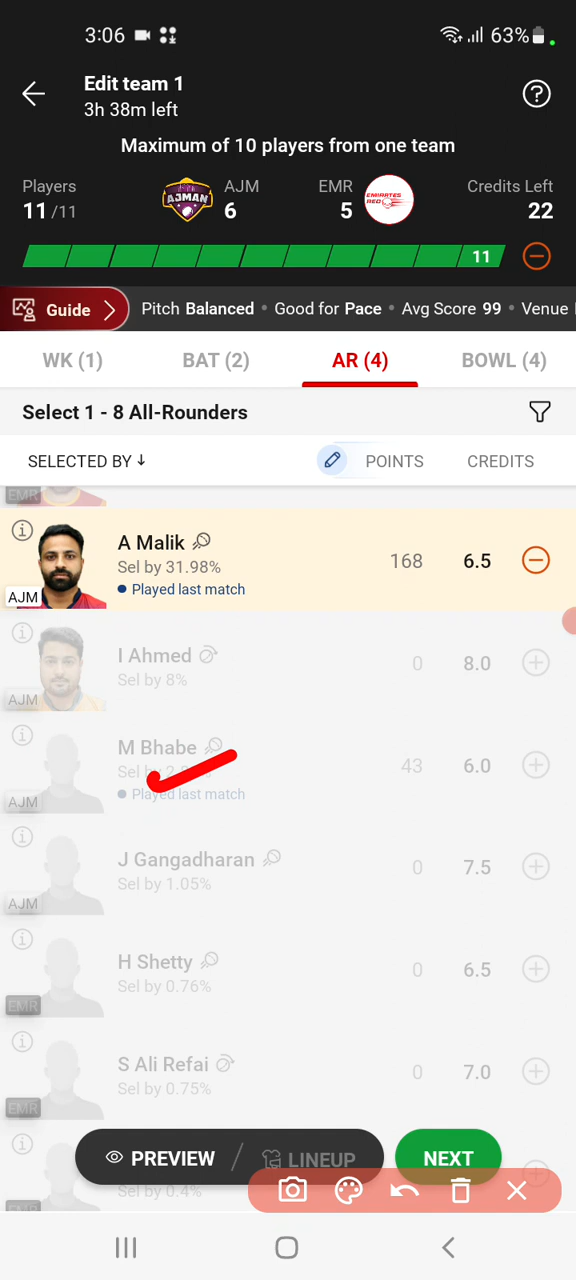 3:06
63%
Edit team 1
3h 38m left
Maximum of 10 players from one team
Players
11/11
AJMAN
AJM
6
EMR
5
EMIRATES
RED
Credits Left
22
11
Guide
Pitch Balanced • Good for Pace • Avg Score 99 • Venue
WK (1)
BAT (2)
AR (4)
BOWL (4)
Select 1 - 8 All-Rounders
SELECTED BY ↓
POINTS
CREDITS
EMR
A Malik
Sel by 31.98%
Played last match
AJM
168
6.5
I Ahmed
Sel by 8%
AJM
0
8.0
M Bhabe
Sel by
Played last match
AJM
43
6.0
J Gangadharan
Sel by 1.05%
AJM
0
7.5
H Shetty
Sel by 0.76%
EMR
0
6.5
S Ali Refai
Sel by 0.75%
EMR
0
7.0
PREVIEW / LINEUP
NEXT
Sel by 0.4%